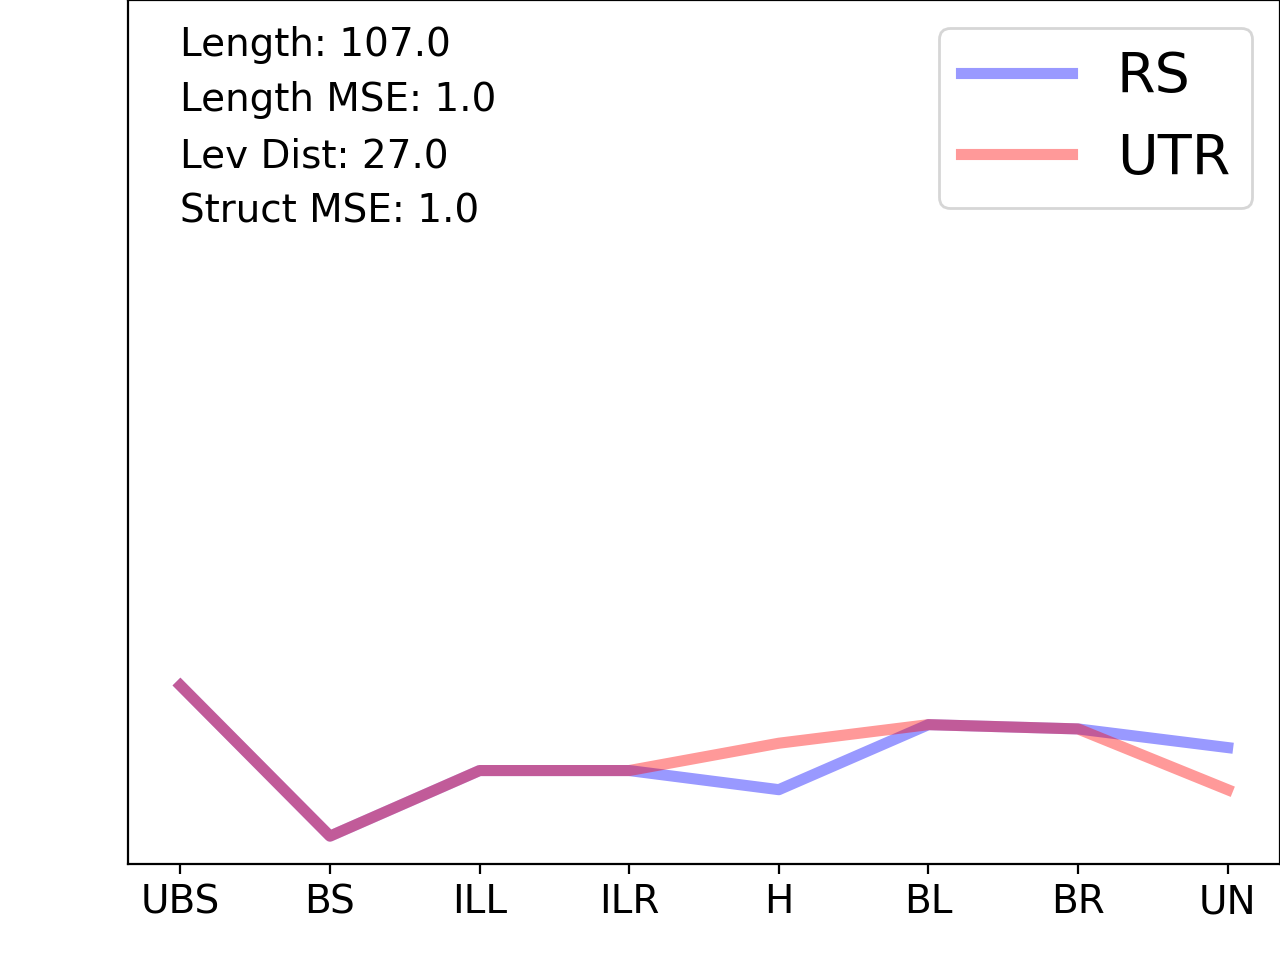 Length: 107.0
Length MSE: 1.0
Lev Dist: 27.0
Struct MSE: 1.0
RS
UTR
UBS BS ILL ILR H BL BR UN